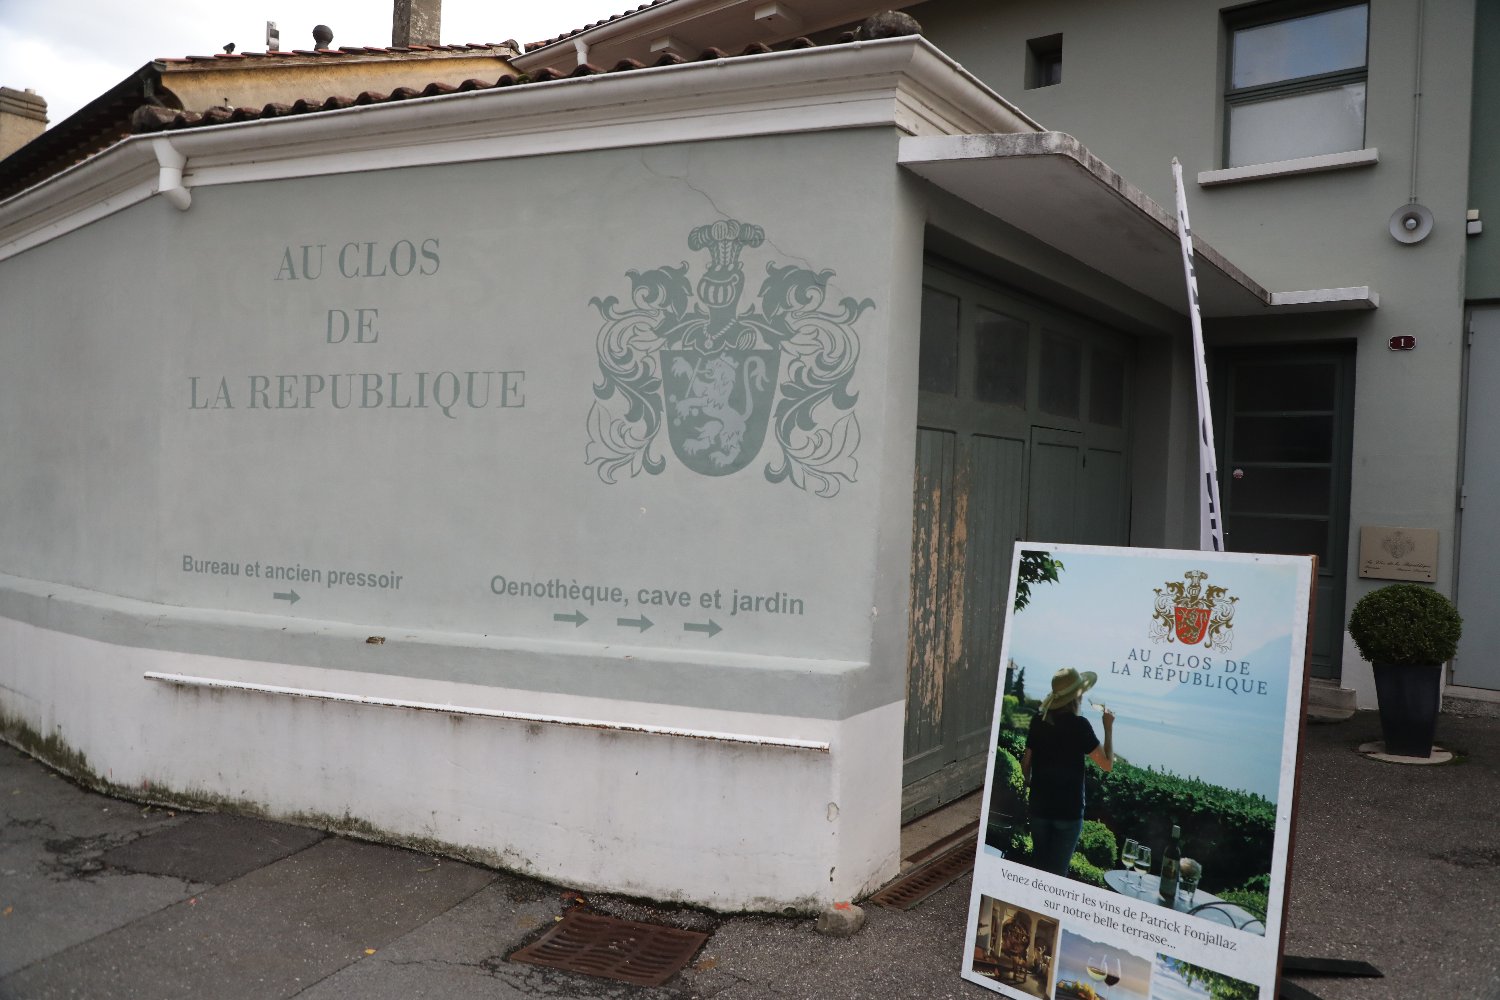 AU CLOS
DE
LA REPUBLIQUE
Bureau et ancien pressoir
Oenothèque, cave et jardin
1
AU CLOS DE
LA RÉPUBLIQUE
Venez découvrir les vins de Patrick Fonjallaz
sur notre belle terrasse...